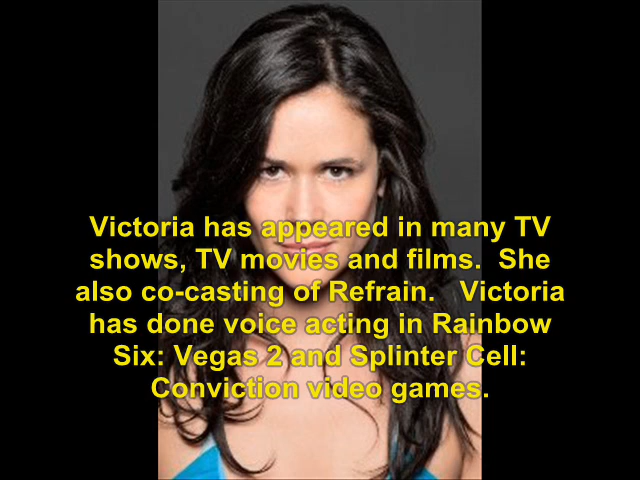 Victoria has appeared in many TV
shows, TV movies and films.  She
also co-casting of Refrain.   Victoria
has done voice acting in Rainbow
Six: Vegas 2 and Splinter Cell:
Conviction video games.